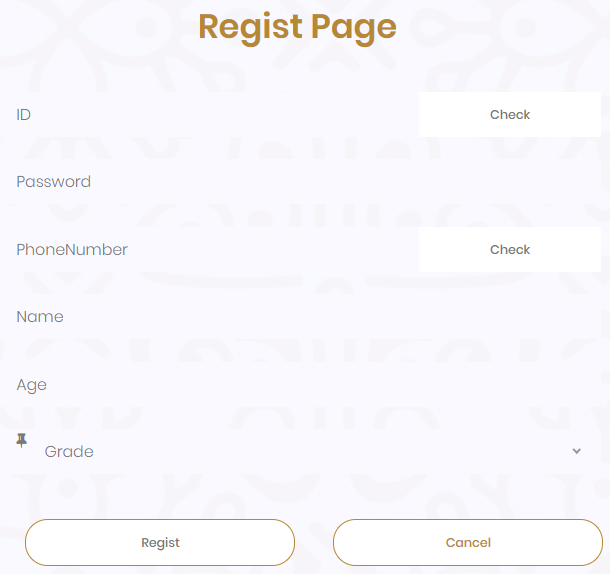 Regist Page
ID
Check
Password
PhoneNumber
Check
Name
Age
Grade
Regist
Cancel